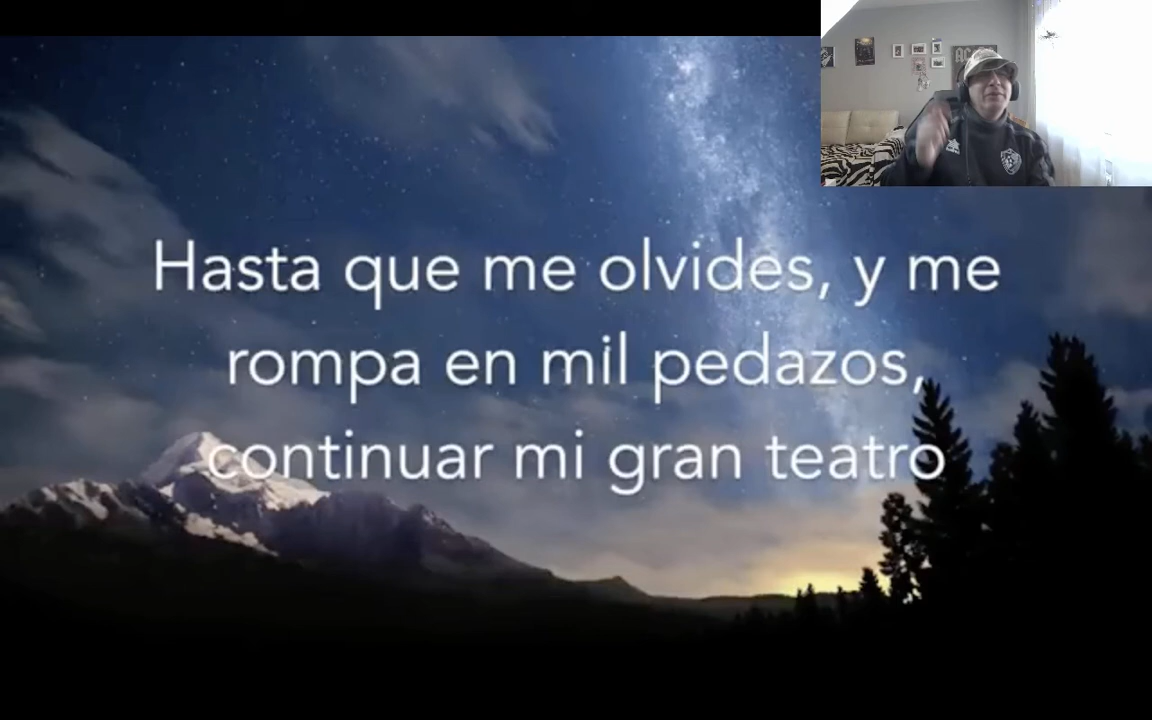 Hasta que me olvides, y me
rompa en mil pedazos,
continuar mi gran teatro